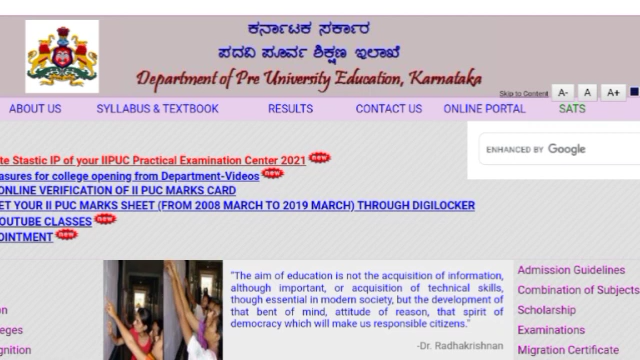 ಕರ್ನಾಟಕ ಸರ್ಕಾರ
ಪದವಿ ಪೂರ್ವ ಶಿಕ್ಷಣ ಇಲಾಖೆ
Department of Pre University Education, Karnataka
Skip to Content A- A A+
ABOUT US SYLLABUS & TEXTBOOK RESULTS CONTACT US ONLINE PORTAL SATS
ENHANCED BY Google
te Stastic IP of your IIPUC Practical Examination Center 2021 new
asures for college opening from Department-Videos new
ONLINE VERIFICATION OF II PUC MARKS CARD
ET YOUR II PUC MARKS SHEET (FROM 2008 MARCH TO 2019 MARCH) THROUGH DIGILOCKER
OUTUBE CLASSES new
OINTMENT new
"The aim of education is not the acquisition of information,
although important, or acquisition of technical skills,
though essential in modern society, but the development of
that bent of mind, attitude of reason, that spirit of
democracy which will make us responsible citizens."
-Dr. Radhakrishnan
n
eges
gnition
Admission Guidelines
Combination of Subjects
Scholarship
Examinations
Migration Certificate